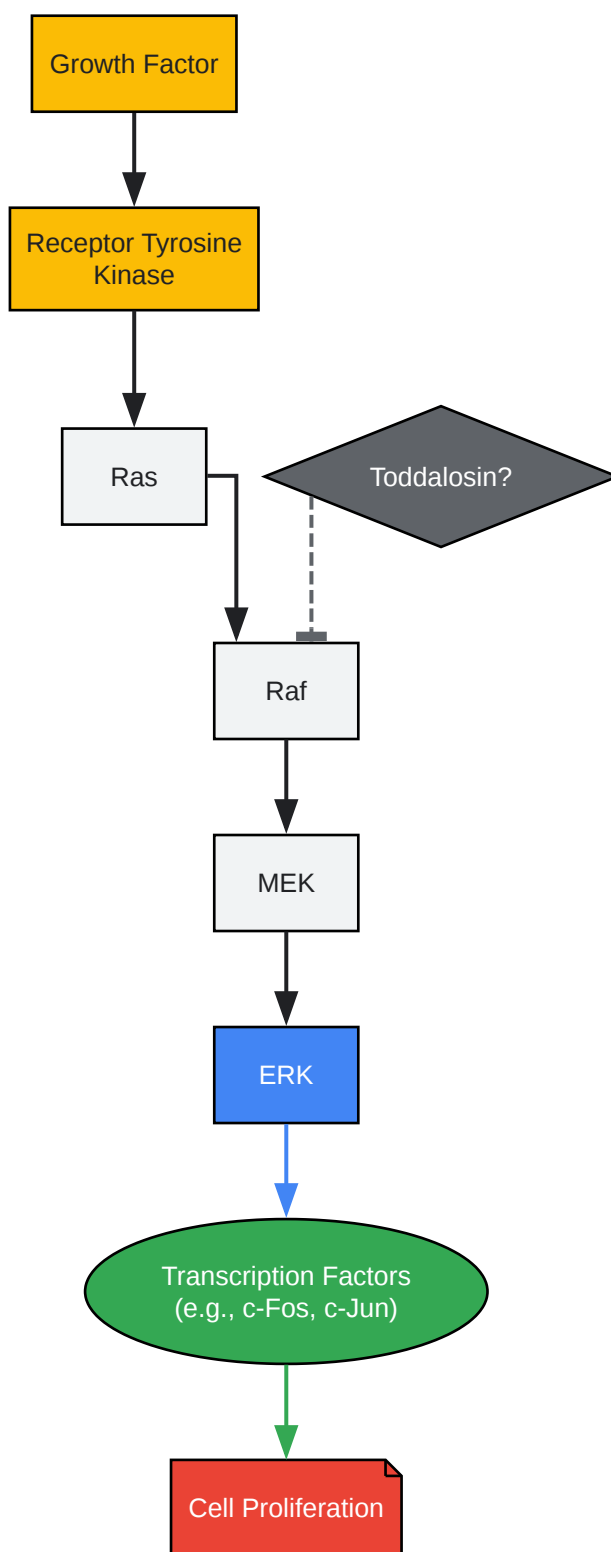 Growth Factor
Receptor Tyrosine
Kinase
Ras
Toddalosin?
Raf
MEK
ERK
Transcription Factors
(e.g., c-Fos, c-Jun)
Cell Proliferation